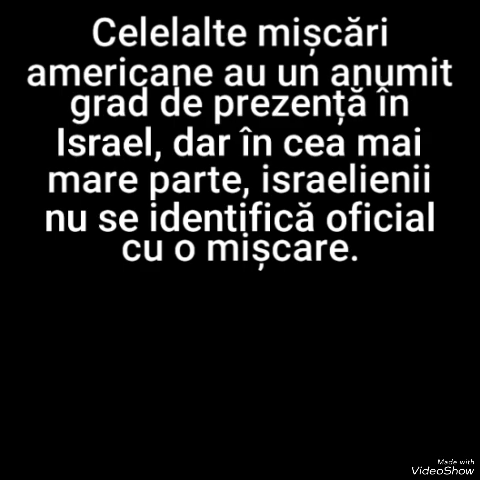 Celelalte mișcări
americane au un anumit
grad de prezență în
Israel, dar în cea mai
mare parte, israelienii
nu se identifică oficial
cu o mișcare.
Made with
VideoShow